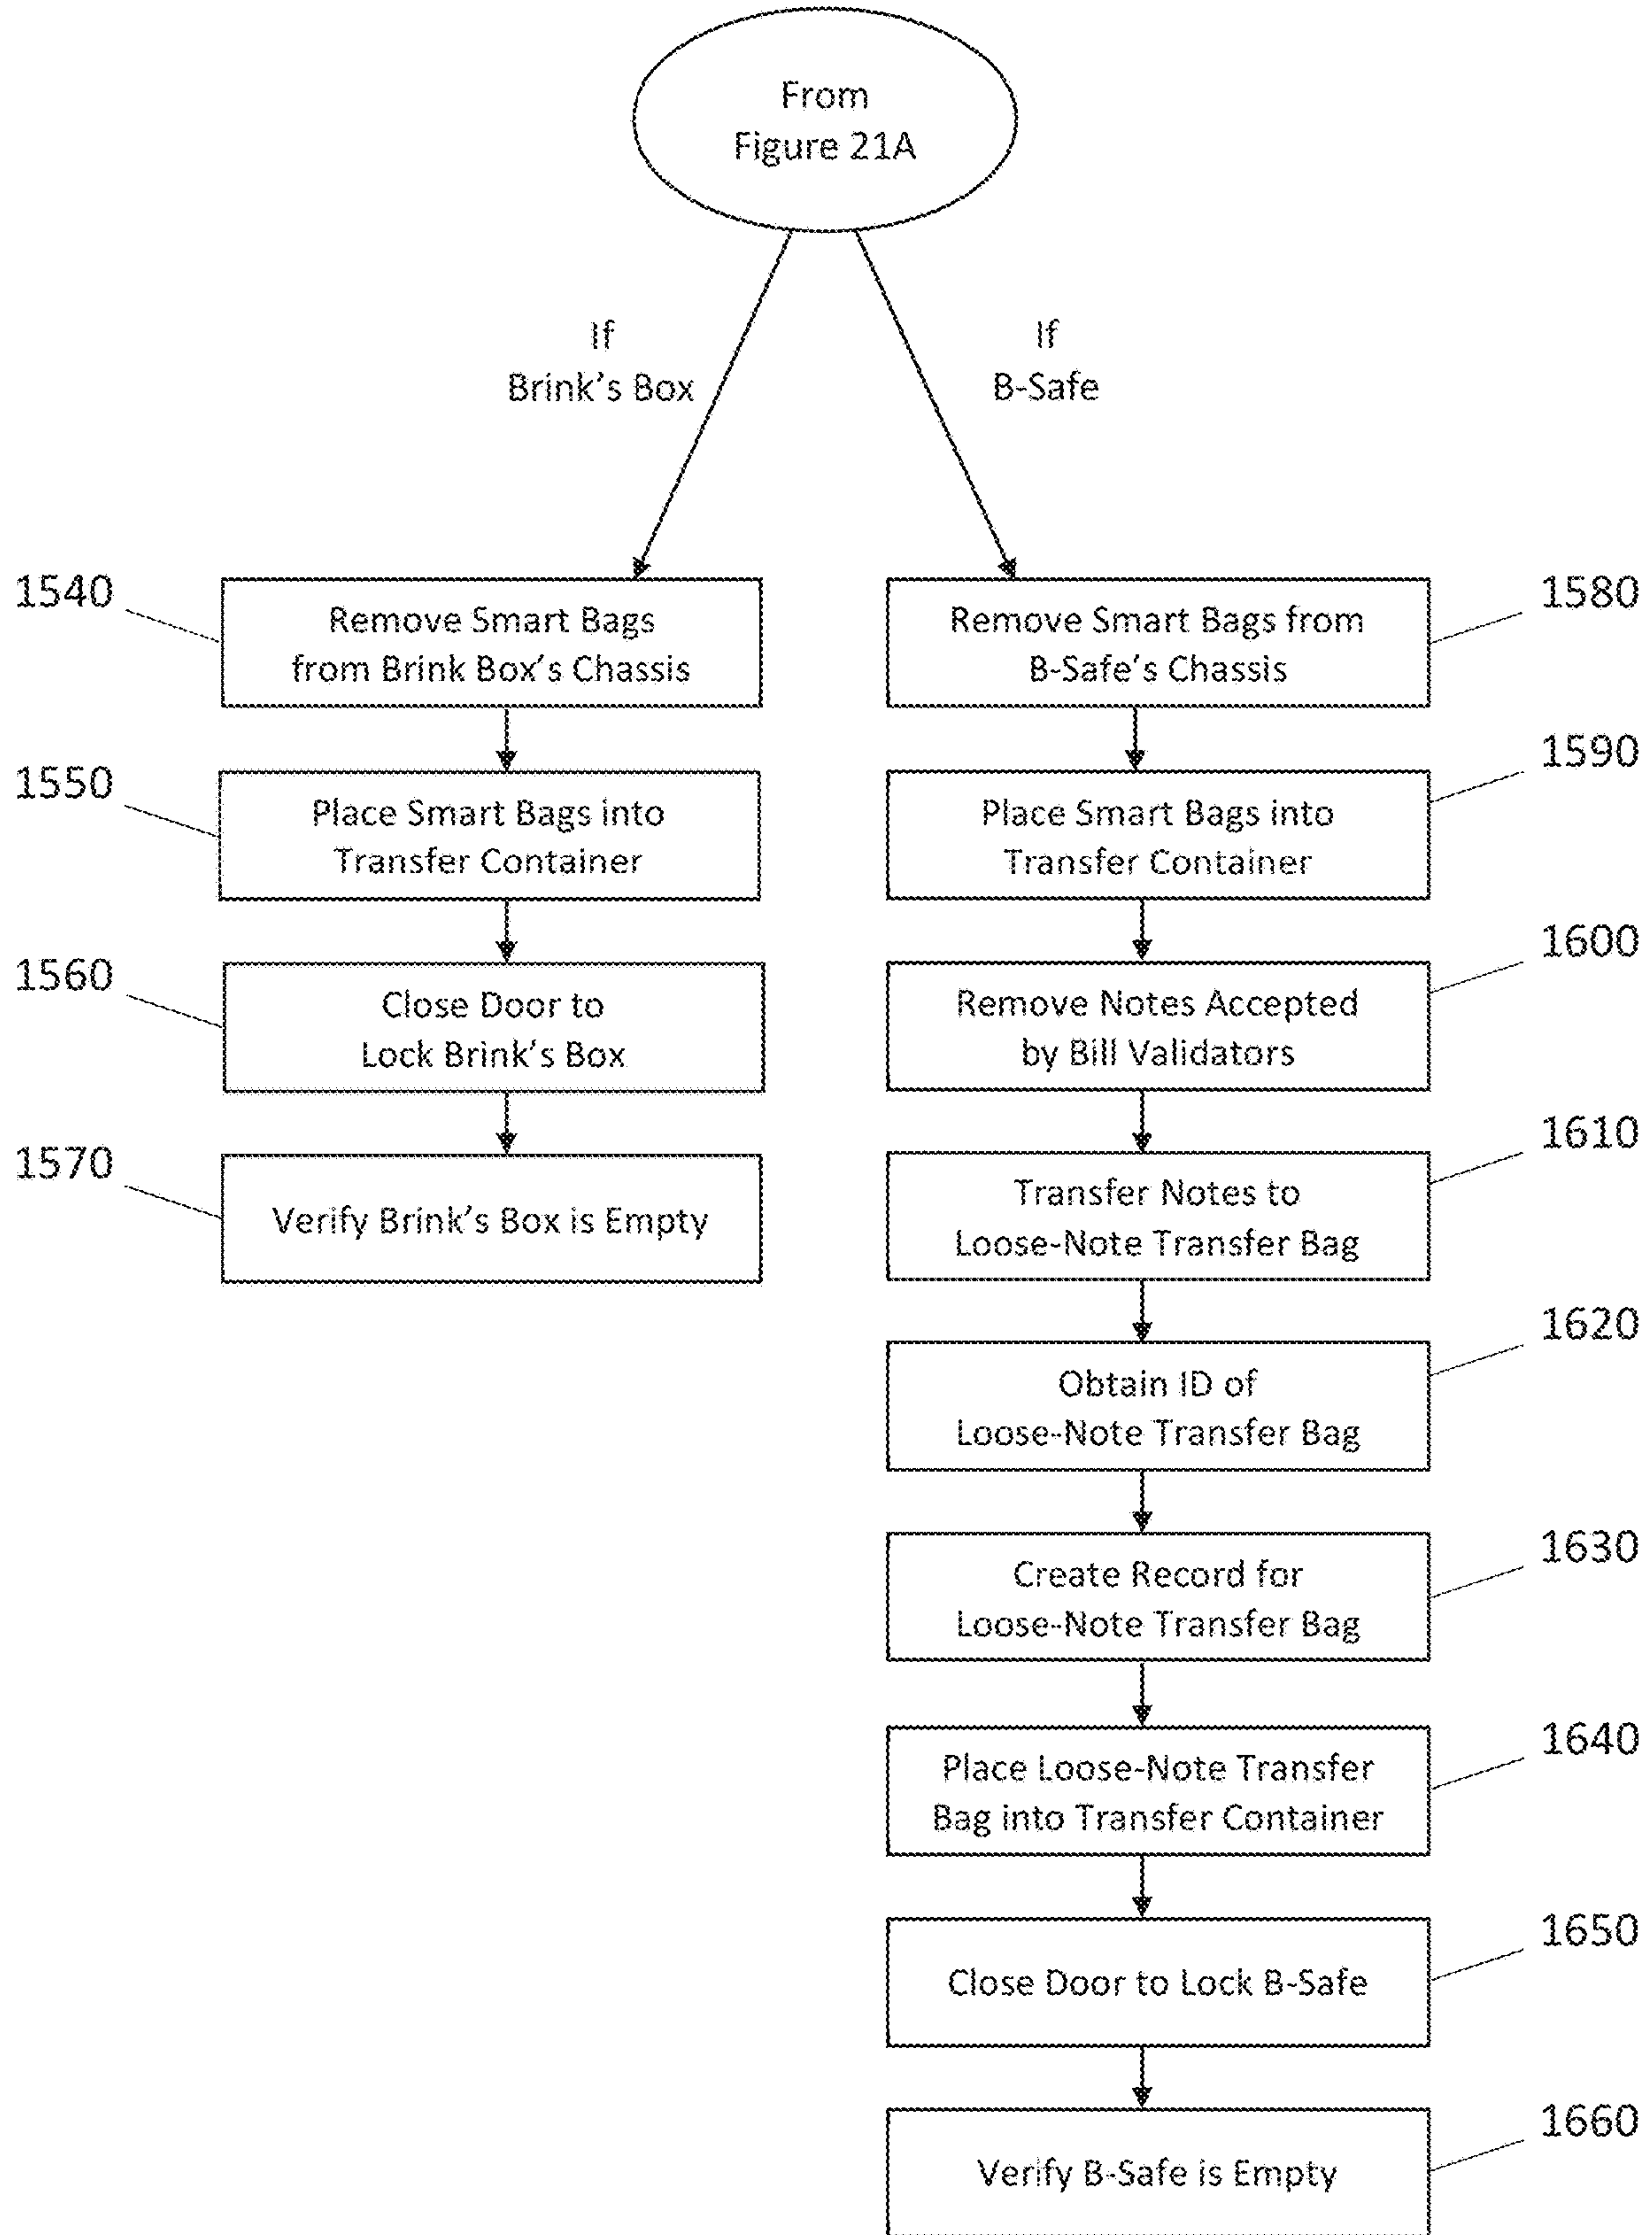 From
Figure 21A
If
Brink's Box
If
B-Safe
1540
Remove Smart Bags
from Brink Box's Chassis
1550
Place Smart Bags into
Transfer Container
1560
Close Door to
Lock Brink's Box
1570
Verify Brink's Box is Empty
1580
Remove Smart Bags from
B-Safe's Chassis
1590
Place Smart Bags into
Transfer Container
1600
Remove Notes Accepted
by Bill Validators
1610
Transfer Notes to
Loose-Note Transfer Bag
1620
Obtain ID of
Loose-Note Transfer Bag
1630
Create Record for
Loose-Note Transfer Bag
1640
Place Loose-Note Transfer
Bag into Transfer Container
1650
Close Door to Lock B-Safe
1660
Verify B-Safe is Empty